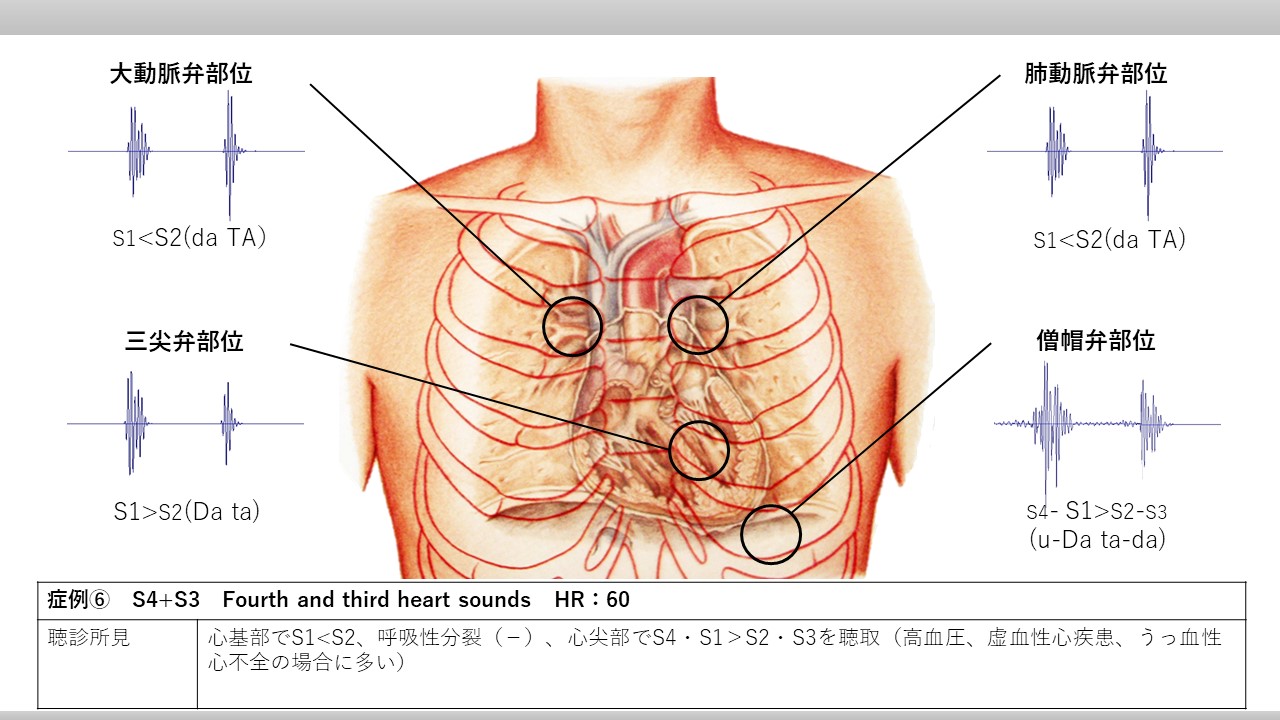 大動脈弁部位
S1<S2(da TA)
肺動脈弁部位
S1<S2(da TA)
三尖弁部位
S1>S2(Da ta)
僧帽弁部位
S4- S1>S2-S3
(u-Da ta-da)
症例⑥ S4+S3 Fourth and third heart sounds HR：60
聴診所見
心基部でS1<S2、呼吸性分裂（－）、心尖部でS4・S1＞S2・S3を聴取（高血圧、虚血性心疾患、うっ血性
心不全の場合に多い）